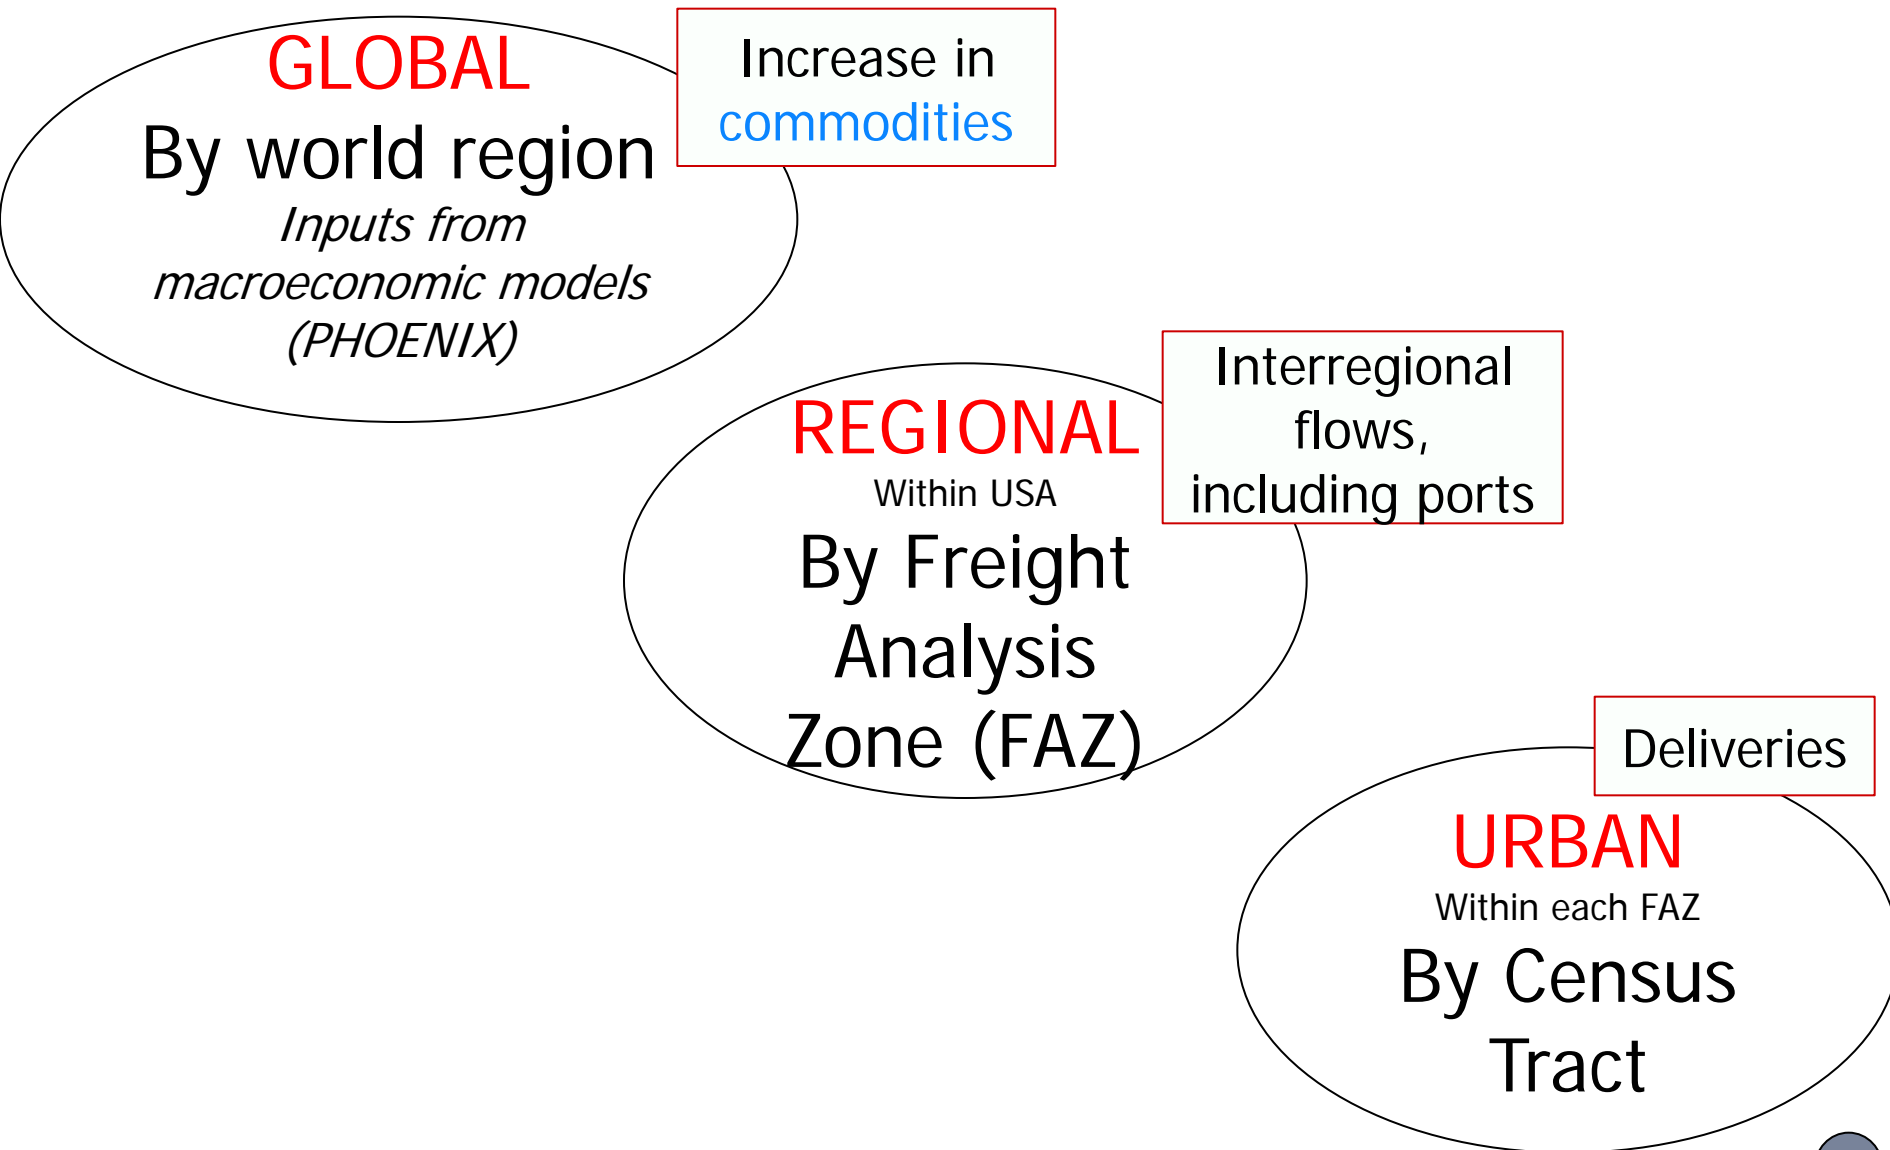 GLOBAL
By world region
Inputs from
macroeconomic models
(PHOENIX)
Increase in
commodities
REGIONAL
Within USA
By Freight
Analysis
Zone (FAZ)
Interregional
flows,
including ports
Deliveries
URBAN
Within each FAZ
By Census
Tract